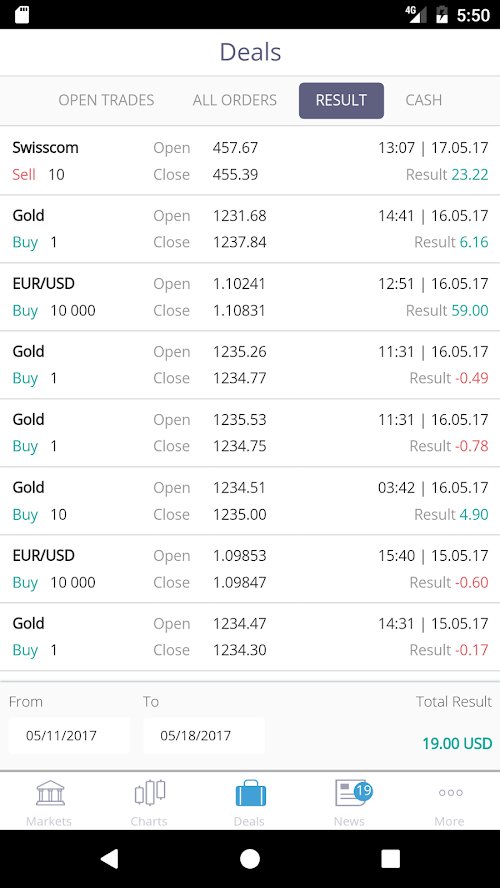 4G 5:50
Deals
OPEN TRADES ALL ORDERS RESULT CASH
Swisscom Open 457.67 13:07 | 17.05.17
Sell 10 Close 455.39 Result 23.22
Gold Open 1231.68 14:41 | 16.05.17
Buy 1 Close 1237.84 Result 6.16
EUR/USD Open 1.10241 12:51 | 16.05.17
Buy 10 000 Close 1.10831 Result 59.00
Gold Open 1235.26 11:31 | 16.05.17
Buy 1 Close 1234.77 Result -0.49
Gold Open 1235.53 11:31 | 16.05.17
Buy 1 Close 1234.75 Result -0.78
Gold Open 1234.51 03:42 | 16.05.17
Buy 10 Close 1235.00 Result 4.90
EUR/USD Open 1.09853 15:40 | 15.05.17
Buy 10 000 Close 1.09847 Result -0.60
Gold Open 1234.47 14:31 | 15.05.17
Buy 1 Close 1234.30 Result -0.17
From To Total Result
05/11/2017 05/18/2017 19.00 USD
19
Markets Charts Deals News More